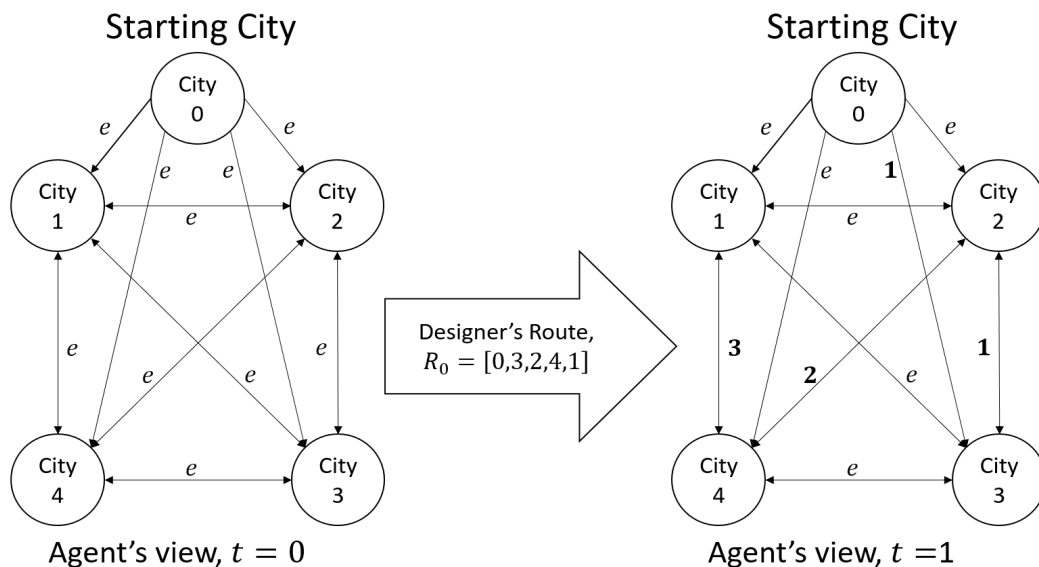 Starting City
City
0
e
e
e
e
City
1
e
City
2
e
e
e
e
City
4
e
City
3
Agent's view, t = 0
Designer's Route,
R₀ = [0,3,2,4,1]
Starting City
City
0
e
e
e
1
City
1
e
City
2
3
2
e
1
City
4
e
City
3
Agent's view, t =1